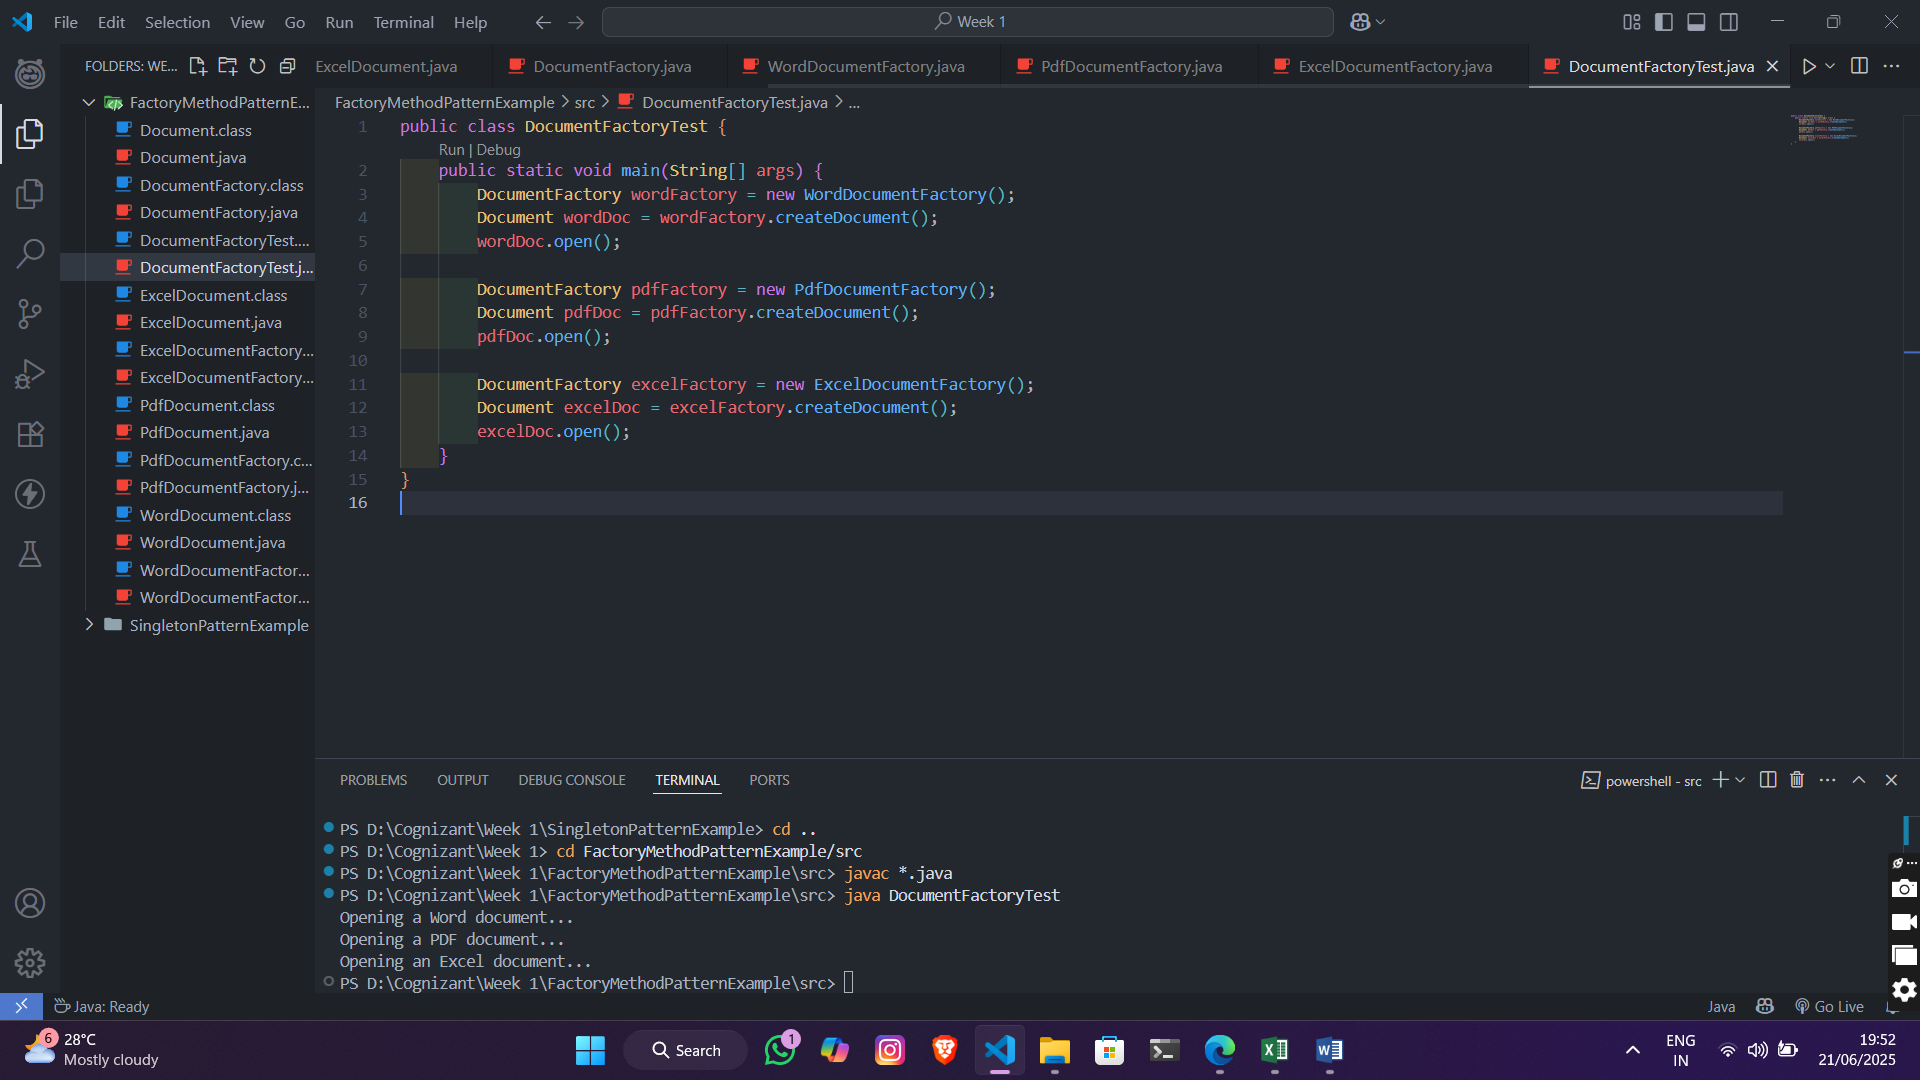 File Edit Selection View Go Run Terminal Help
Week 1
FOLDERS: WE...
ExcelDocument.java
DocumentFactory.java
WordDocumentFactory.java
PdfDocumentFactory.java
ExcelDocumentFactory.java
DocumentFactoryTest.java
FactoryMethodPatternE...
Document.class
Document.java
DocumentFactory.class
DocumentFactory.java
DocumentFactoryTest....
DocumentFactoryTest.j...
ExcelDocument.class
ExcelDocument.java
ExcelDocumentFactory...
ExcelDocumentFactory...
PdfDocument.class
PdfDocument.java
PdfDocumentFactory.c...
PdfDocumentFactory.j...
WordDocument.class
WordDocument.java
WordDocumentFactor...
WordDocumentFactor...
SingletonPatternExample
FactoryMethodPatternExample > src > DocumentFactoryTest.java > ...
1 public class DocumentFactoryTest {
Run | Debug
2 public static void main(String[] args) {
3 DocumentFactory wordFactory = new WordDocumentFactory();
4 Document wordDoc = wordFactory.createDocument();
5 wordDoc.open();
6
7 DocumentFactory pdfFactory = new PdfDocumentFactory();
8 Document pdfDoc = pdfFactory.createDocument();
9 pdfDoc.open();
10
11 DocumentFactory excelFactory = new ExcelDocumentFactory();
12 Document excelDoc = excelFactory.createDocument();
13 excelDoc.open();
14 }
15 }
16
PROBLEMS OUTPUT DEBUG CONSOLE TERMINAL PORTS
powershell - src
PS D:\Cognizant\Week 1\SingletonPatternExample> cd ..
PS D:\Cognizant\Week 1> cd FactoryMethodPatternExample/src
PS D:\Cognizant\Week 1\FactoryMethodPatternExample\src> javac *.java
PS D:\Cognizant\Week 1\FactoryMethodPatternExample\src> java DocumentFactoryTest
Opening a Word document...
Opening a PDF document...
Opening an Excel document...
PS D:\Cognizant\Week 1\FactoryMethodPatternExample\src>
Java: Ready
Java
Go Live
6
28°C
Mostly cloudy
Search
1
ENG
IN
19:52
21/06/2025